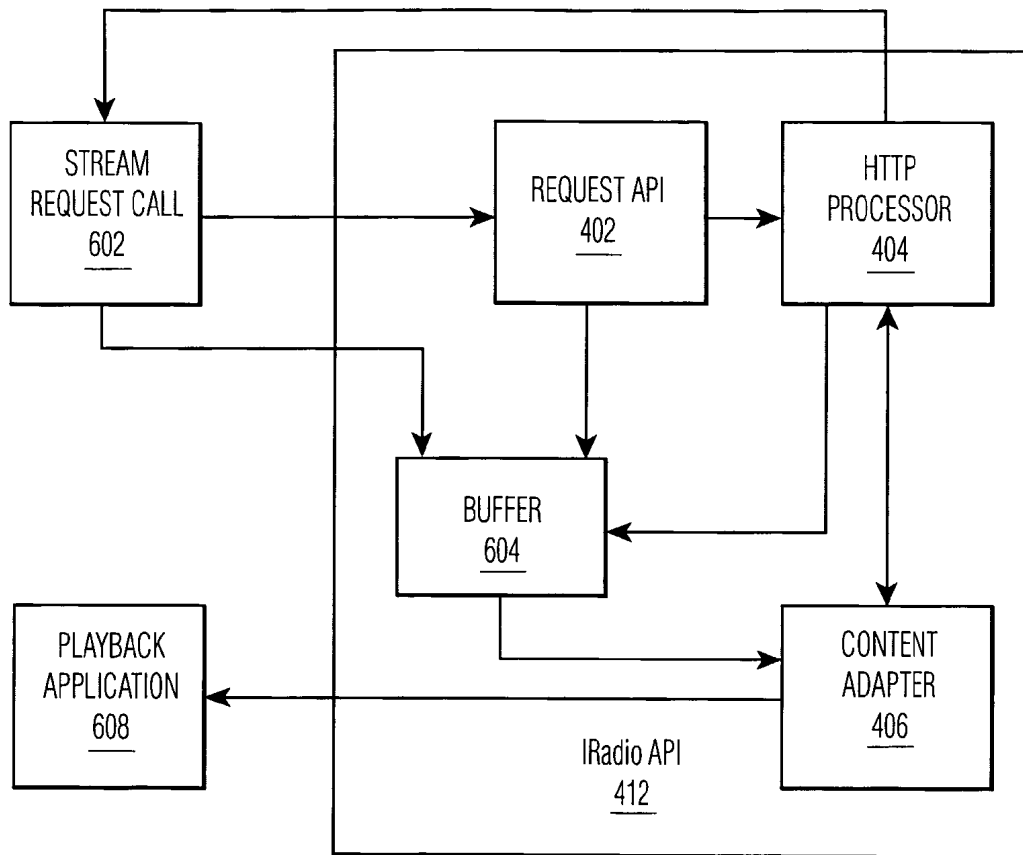 STREAM
REQUEST CALL
602
REQUEST API
402
HTTP
PROCESSOR
404
BUFFER
604
PLAYBACK
APPLICATION
608
CONTENT
ADAPTER
406
IRadio API
412